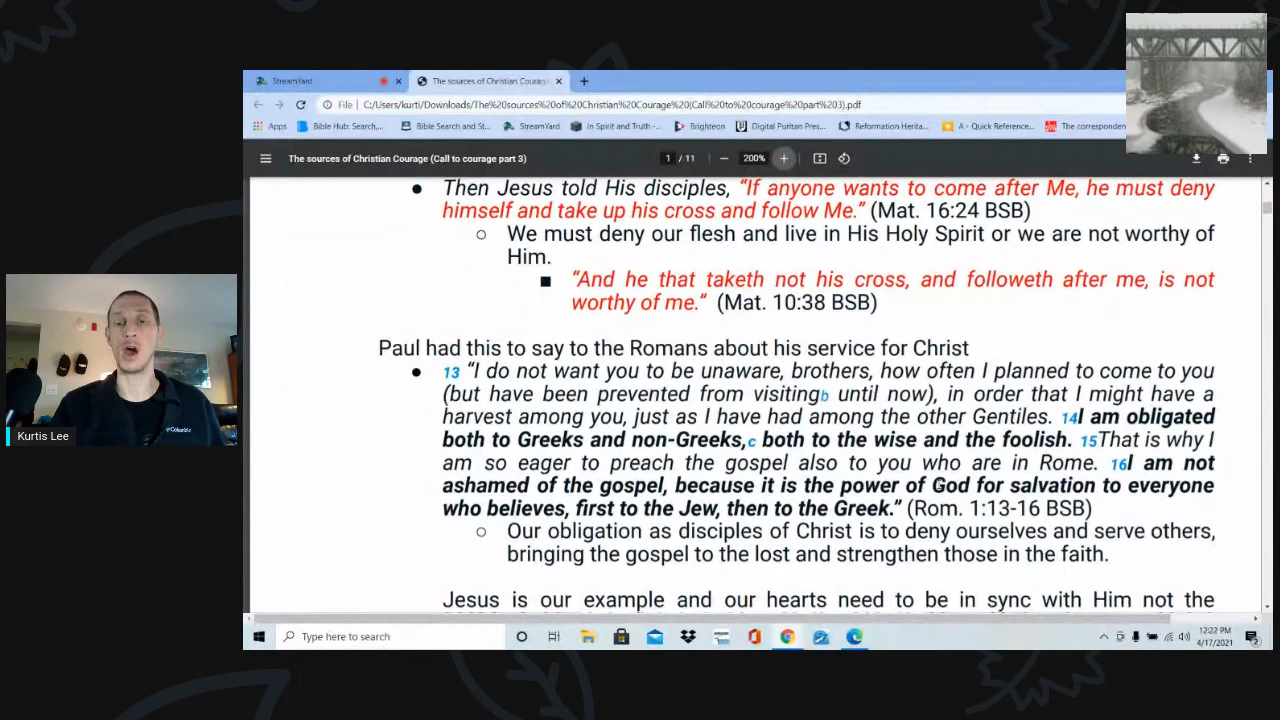 StreamYard
The sources of Christian Courag
File
C:/Users/kurti/Downloads/The%20sources%20of%20Christian%20Courage%20(Call%20to%20courage%20part%203).pdf
Apps
Bible Hub: Search,...
Bible Search and St...
StreamYard
In Spirit and Truth -...
Brighteon
Digital Puritan Pres...
Reformation Herita...
A - Quick Reference...
The corresponden
The sources of Christian Courage (Call to courage part 3)
1 / 11
200%
Then Jesus told His disciples, “If anyone wants to come after Me, he must deny
himself and take up his cross and follow Me.” (Mat. 16:24 BSB)
We must deny our flesh and live in His Holy Spirit or we are not worthy of
Him.
“And he that taketh not his cross, and followeth after me, is not
worthy of me.” (Mat. 10:38 BSB)
Paul had this to say to the Romans about his service for Christ
13 “I do not want you to be unaware, brothers, how often I planned to come to you
(but have been prevented from visitingb until now), in order that I might have a
harvest among you, just as I have had among the other Gentiles. 14I am obligated
both to Greeks and non-Greeks,c both to the wise and the foolish. 15That is why I
am so eager to preach the gospel also to you who are in Rome. 16I am not
ashamed of the gospel, because it is the power of God for salvation to everyone
who believes, first to the Jew, then to the Greek.” (Rom. 1:13-16 BSB)
Our obligation as disciples of Christ is to deny ourselves and serve others,
bringing the gospel to the lost and strengthen those in the faith.
Jesus is our example and our hearts need to be in sync with Him not the
Columbia
Kurtis Lee
Type here to search
12:22 PM
4/17/2021